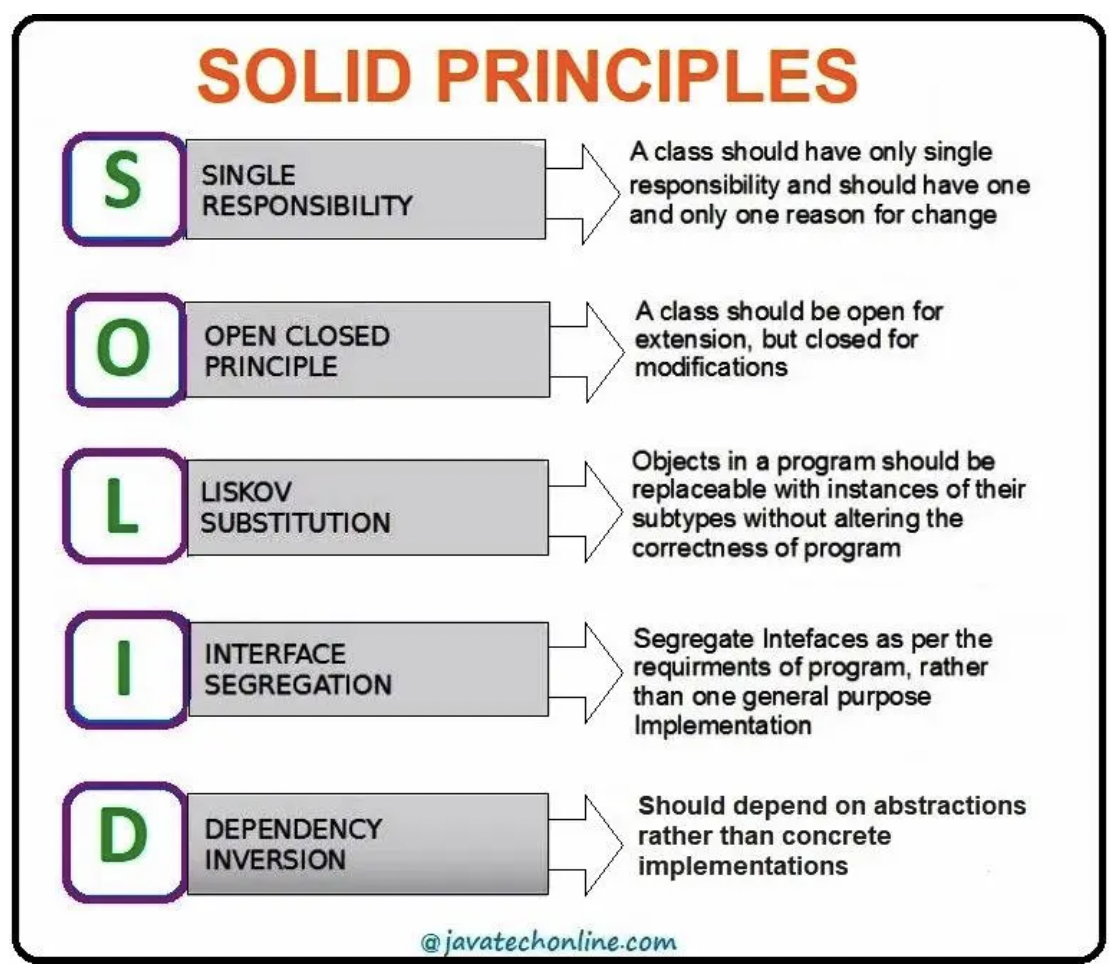 SOLID PRINCIPLES
S
SINGLE
RESPONSIBILITY
A class should have only single
responsibility and should have one
and only one reason for change
O
OPEN CLOSED
PRINCIPLE
A class should be open for
extension, but closed for
modifications
L
LISKOV
SUBSTITUTION
Objects in a program should be
replaceable with instances of their
subtypes without altering the
correctness of program
I
INTERFACE
SEGREGATION
Segregate Intefaces as per the
requirments of program, rather
than one general purpose
Implementation
D
DEPENDENCY
INVERSION
Should depend on abstractions
rather than concrete
implementations
@javatechonline.com